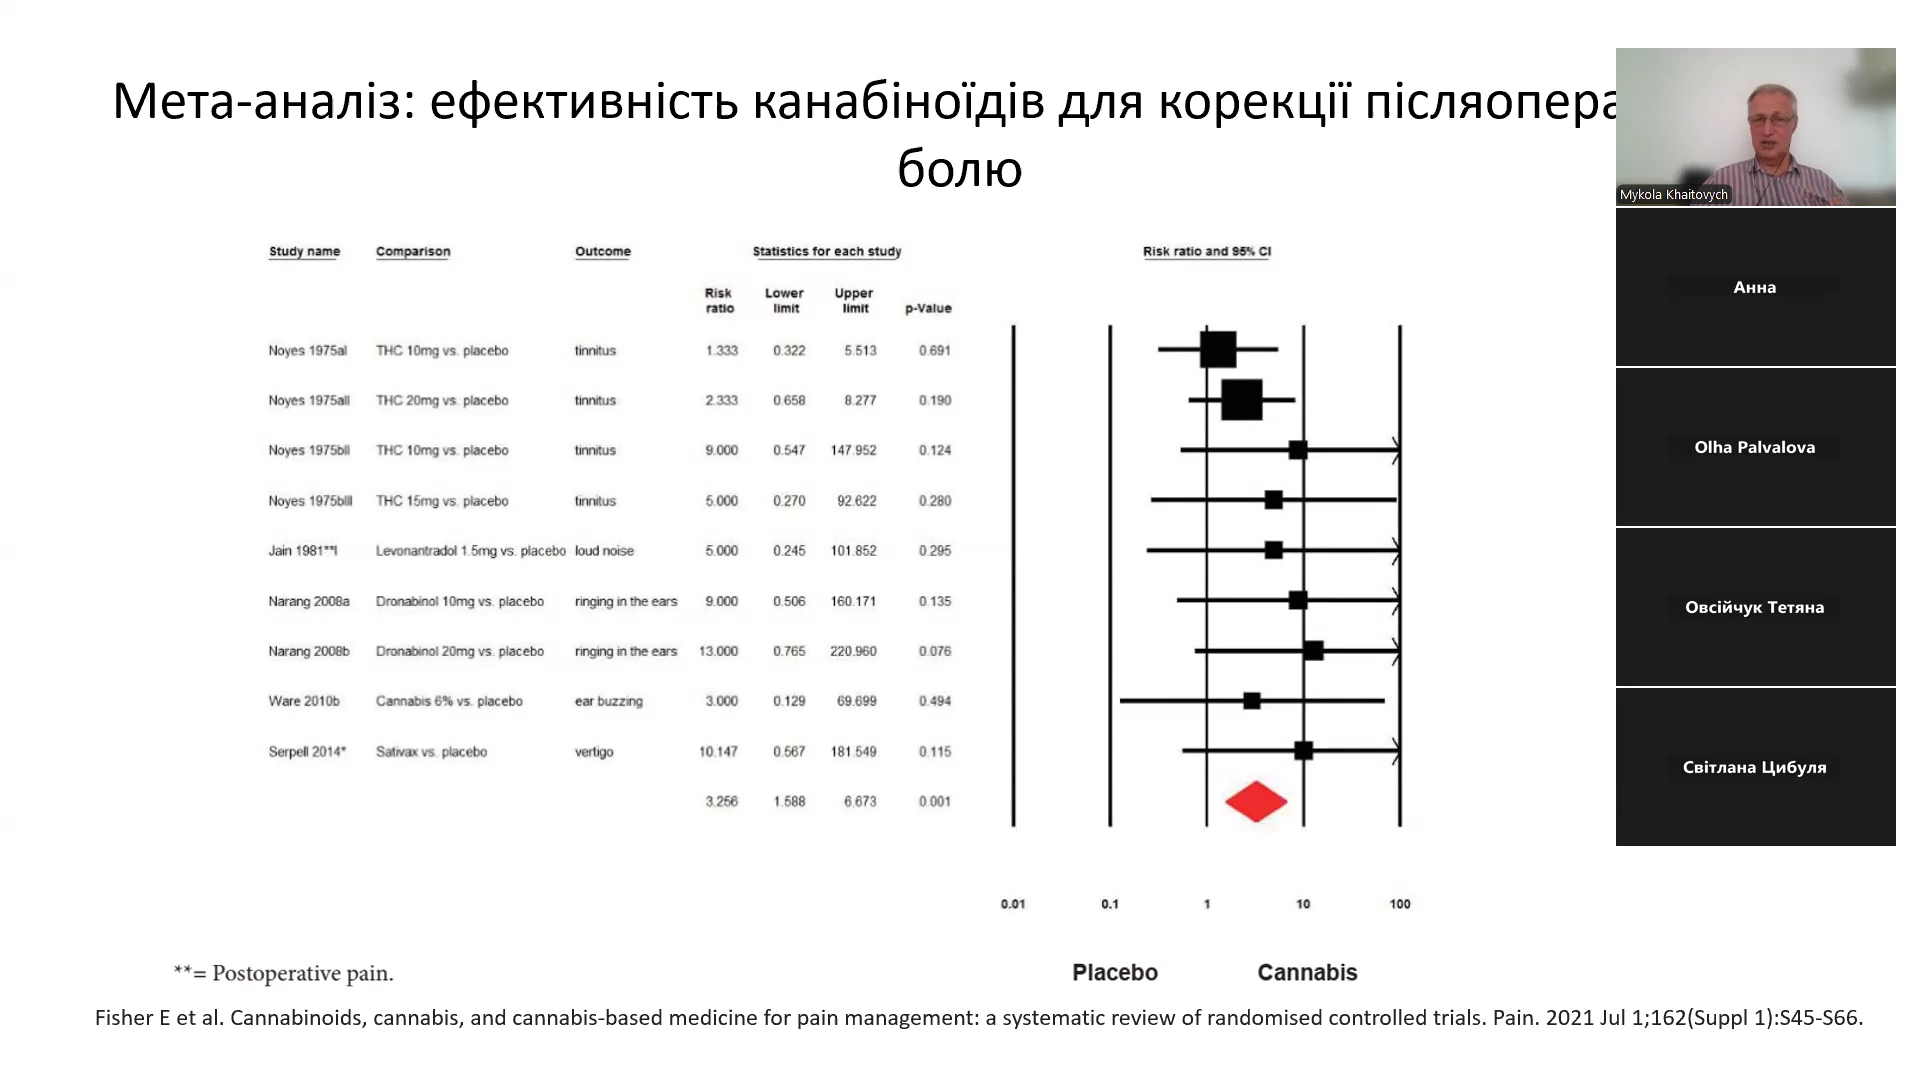 Мета-аналіз: ефективність канабіноїдів для корекції післяопера
болю
Study name Comparison Outcome Statistics for each study Risk ratio and 95% CI
Risk ratio Lower limit Upper limit p-Value
Noyes 1975aI THC 10mg vs. placebo tinnitus 1.333 0.322 5.513 0.691
Noyes 1975aII THC 20mg vs. placebo tinnitus 2.333 0.658 8.277 0.190
Noyes 1975bII THC 10mg vs. placebo tinnitus 9.000 0.547 147.952 0.124
Noyes 1975bIII THC 15mg vs. placebo tinnitus 5.000 0.270 92.622 0.280
Jain 1981**I Levonantradol 1.5mg vs. placebo loud noise 5.000 0.245 101.852 0.295
Narang 2008a Dronabinol 10mg vs. placebo ringing in the ears 9.000 0.506 160.171 0.135
Narang 2008b Dronabinol 20mg vs. placebo ringing in the ears 13.000 0.765 220.960 0.076
Ware 2010b Cannabis 6% vs. placebo ear buzzing 3.000 0.129 69.699 0.494
Serpell 2014* Sativax vs. placebo vertigo 10.147 0.567 181.549 0.115
3.256 1.588 6.673 0.001
0.01 0.1 1 10 100
Placebo Cannabis
**= Postoperative pain.
Fisher E et al. Cannabinoids, cannabis, and cannabis-based medicine for pain management: a systematic review of randomised controlled trials. Pain. 2021 Jul 1;162(Suppl 1):S45-S66.
Mykola Khaitovych
Анна
Olha Palvalova
Овсійчук Тетяна
Світлана Цибуля